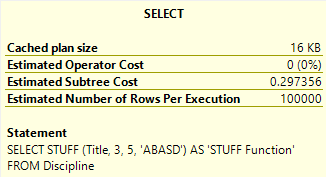 SELECT
Cached plan size 16 KB
Estimated Operator Cost 0 (0%)
Estimated Subtree Cost 0.297356
Estimated Number of Rows Per Execution 100000
Statement
SELECT STUFF (Title, 3, 5, 'ABASD') AS 'STUFF Function'
FROM Discipline